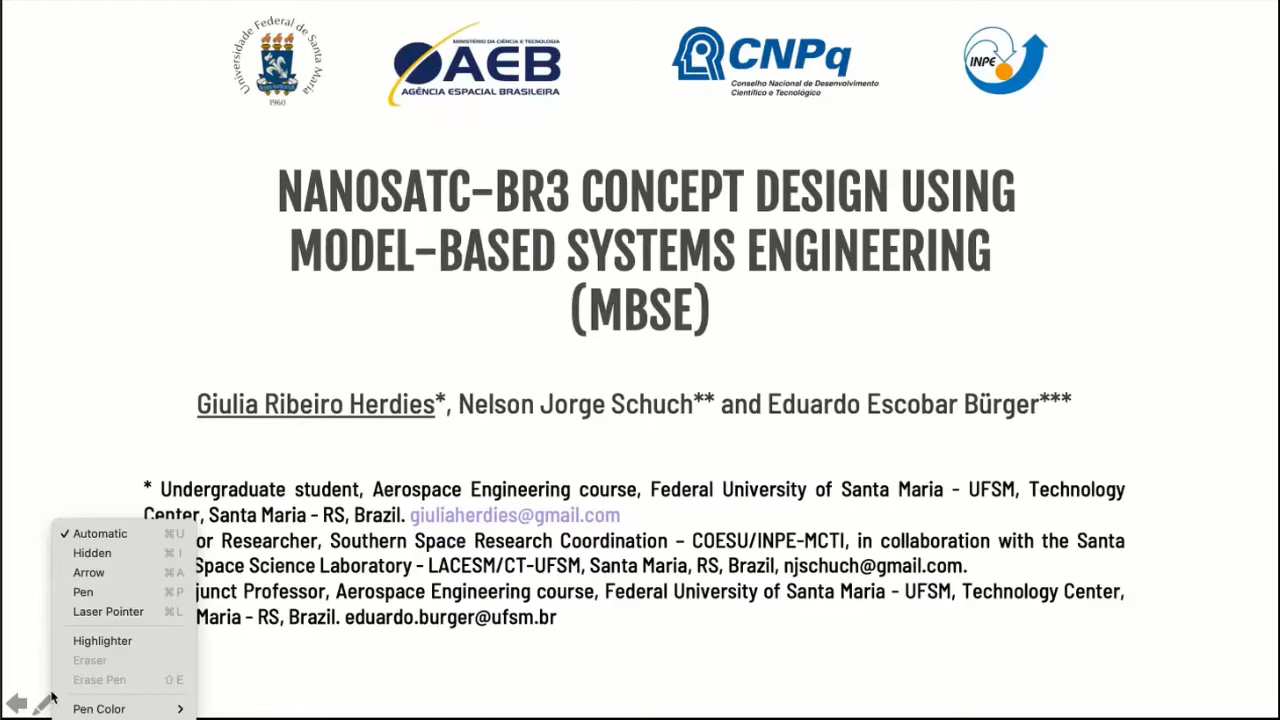 Universidade Federal de Santa Maria
1960
MINISTÉRIO DA CIÊNCIA E TECNOLOGIA
AEB
AGÊNCIA ESPACIAL BRASILEIRA
CNPq
Conselho Nacional de Desenvolvimento
Científico e Tecnológico
INPE
NANOSATC-BR3 CONCEPT DESIGN USING
MODEL-BASED SYSTEMS ENGINEERING
(MBSE)
Giulia Ribeiro Herdies*, Nelson Jorge Schuch** and Eduardo Escobar Bürger***
* Undergraduate student, Aerospace Engineering course, Federal University of Santa Maria - UFSM, Technology
Center, Santa Maria - RS, Brazil. giuliaherdies@gmail.com
or Researcher, Southern Space Research Coordination – COESU/INPE-MCTI, in collaboration with the Santa
Space Science Laboratory - LACESM/CT-UFSM, Santa Maria, RS, Brazil, njschuch@gmail.com.
junct Professor, Aerospace Engineering course, Federal University of Santa Maria - UFSM, Technology Center,
Maria - RS, Brazil. eduardo.burger@ufsm.br
✓ Automatic ⌘U
Hidden ⌘I
Arrow ⌘A
Pen ⌘P
Laser Pointer ⌘L
Highlighter
Eraser
Erase Pen ⇧E
Pen Color >